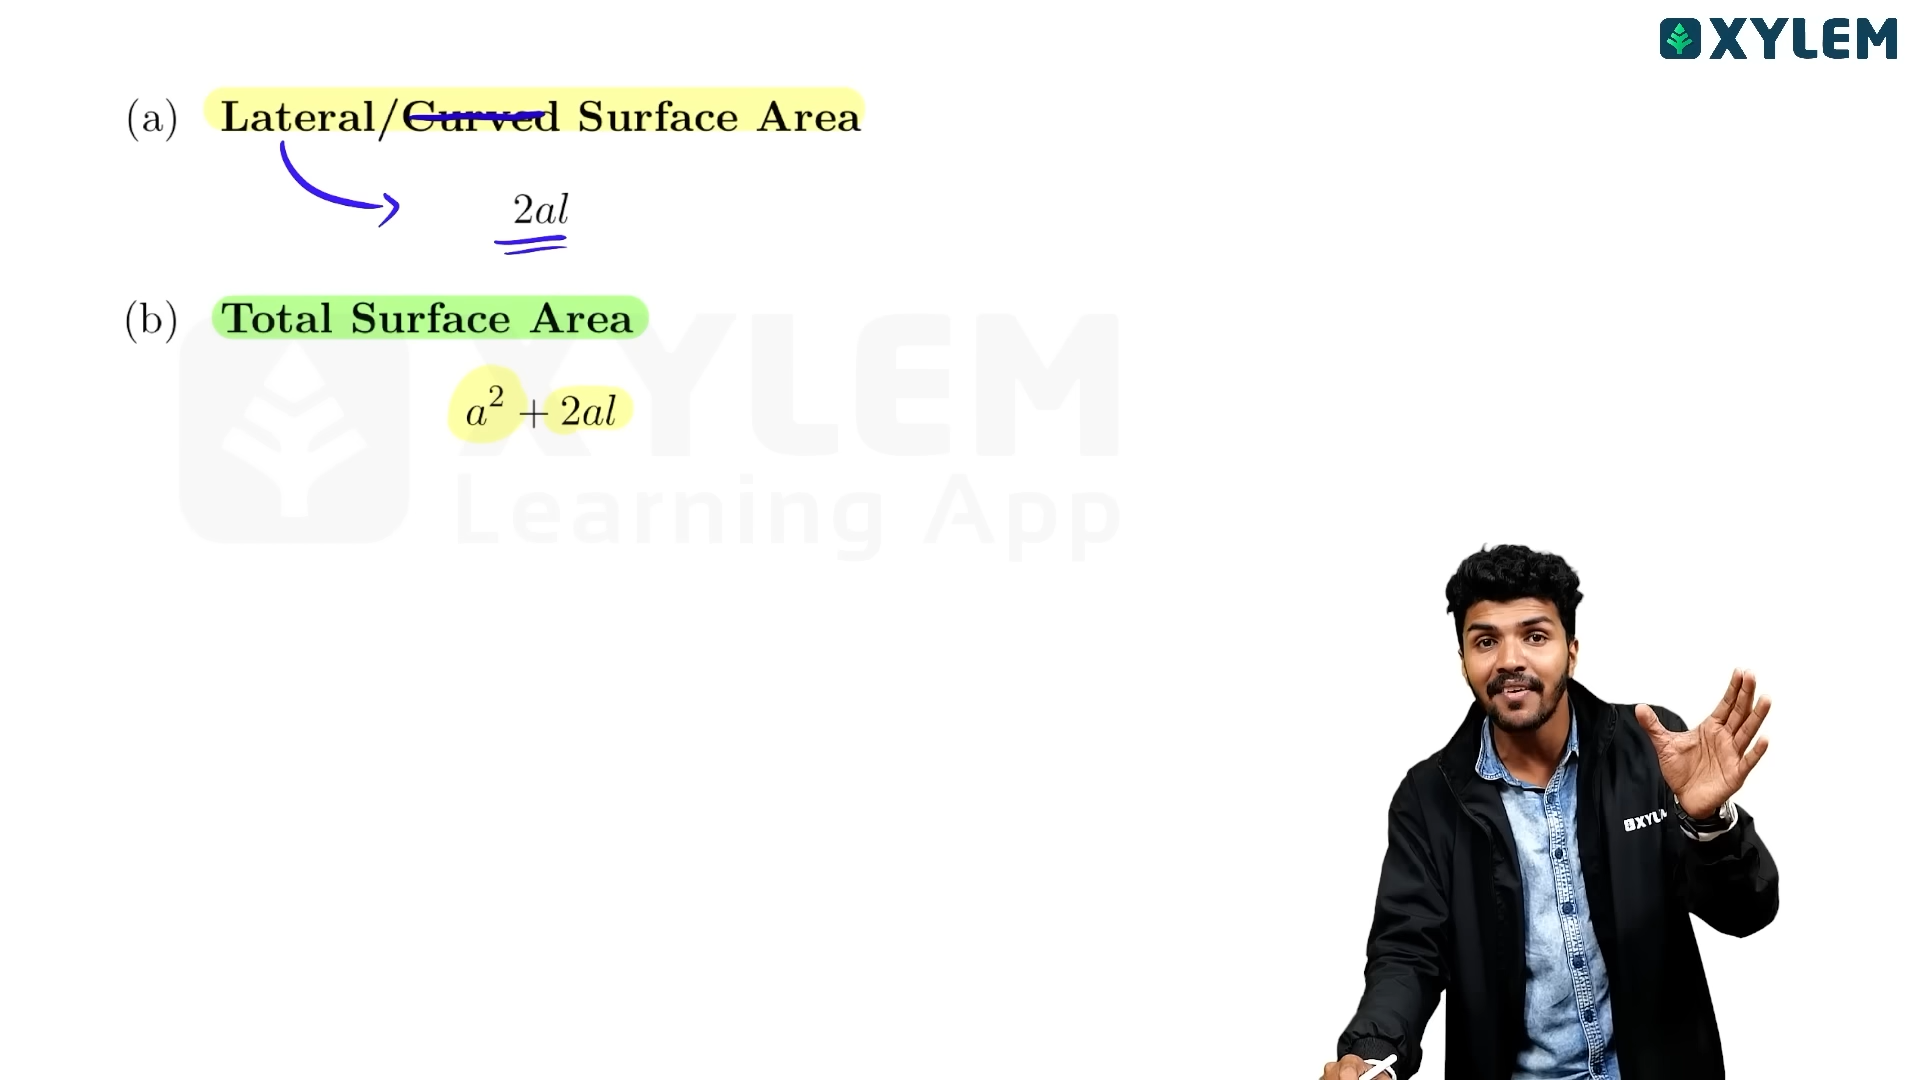 XYLEM
(a) Lateral/Curved Surface Area
2al
(b) Total Surface Area
a² + 2al
XYLEM
Learning App
XYLEM